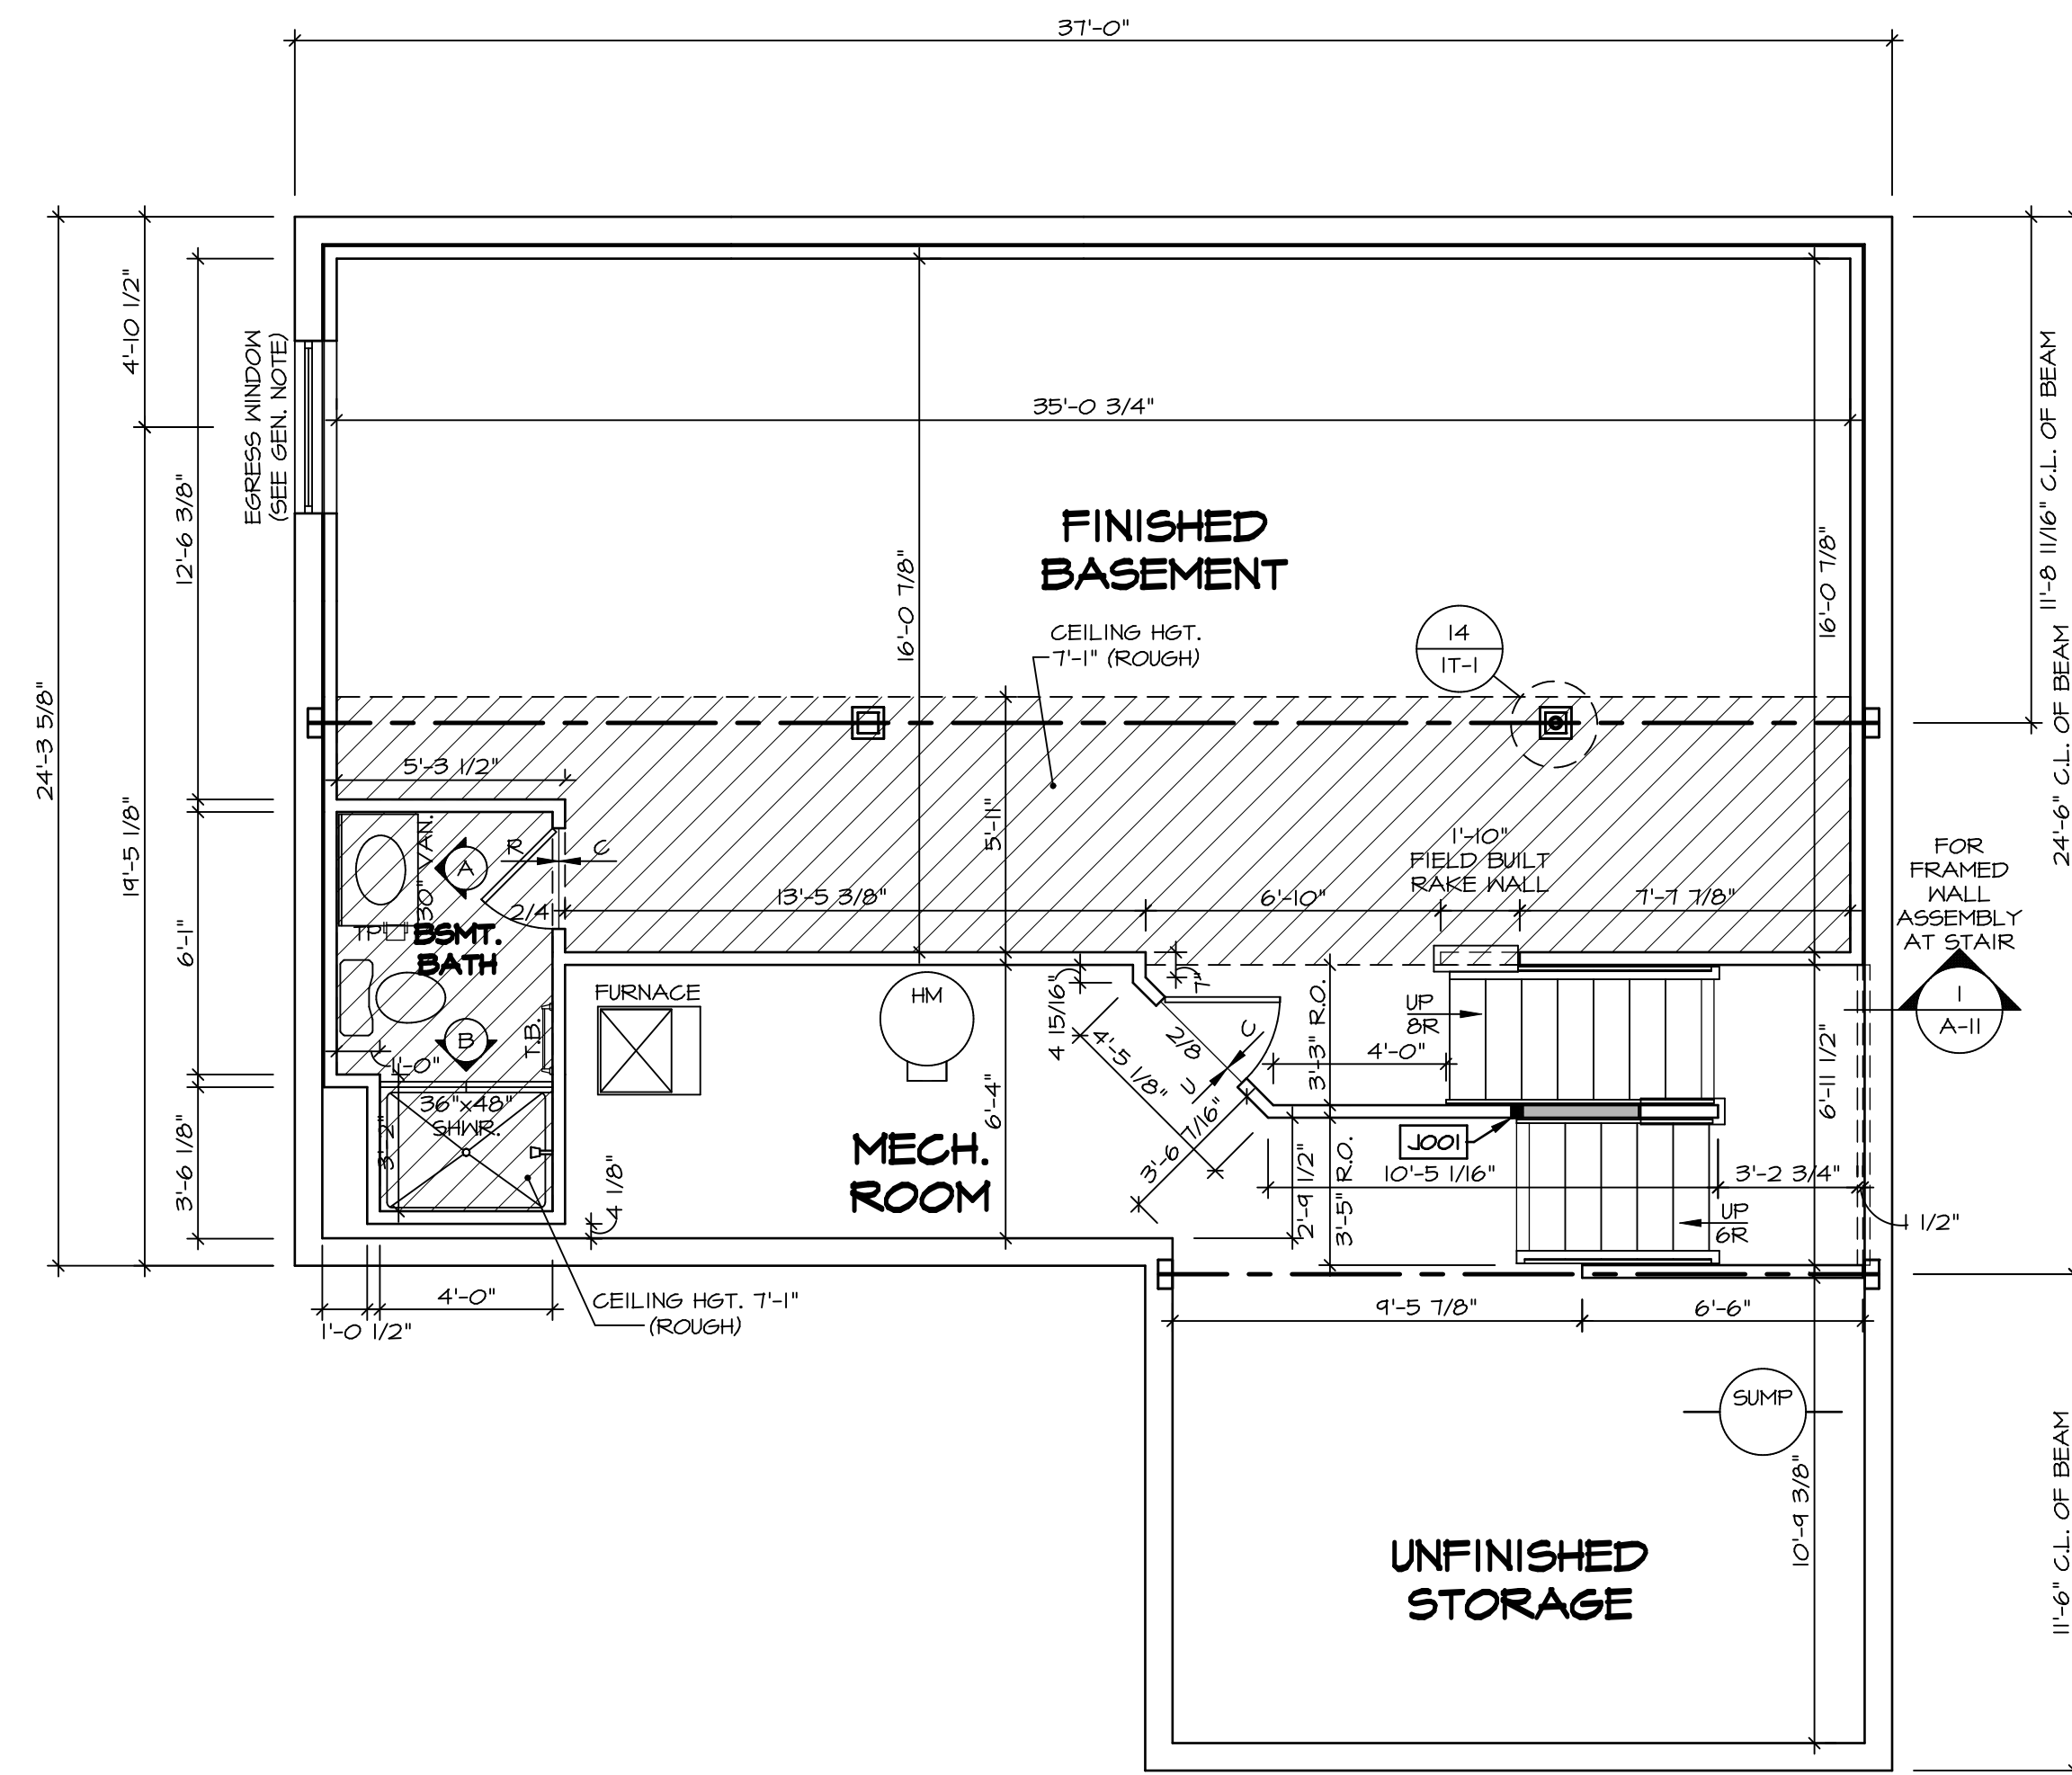 37'-0"
4'-10 1/2"
24'-3 5/8"
19'-5 1/8"
12'-6 3/8"
6'-1"
3'-6 1/8"
EGRESS WINDOW
(SEE GEN. NOTE)
35'-0 3/4"
FINISHED
BASEMENT
16'-0 7/8"
CEILING HGT.
7'-1" (ROUGH)
14
1T-1
16'-0 7/8"
11'-8 11/16" C.L. OF BEAM
24'-6" C.L. OF BEAM
5'-3 1/2"
5'-11"
R
C
2/4
30" VAN.
A
TP
BSMT.
BATH
B
T.B.
1'-0"
36"x48"
SHWR.
3'-2"
13'-5 3/8"
6'-10"
1'-10"
FIELD BUILT
RAKE WALL
7'-7 7/8"
FOR
FRAMED
WALL
ASSEMBLY
AT STAIR
1
A-11
FURNACE
HM
MECH.
ROOM
6'-4"
4 1/8"
4 15/16"
7"
2/8
C
U
4'-5 1/8"
3'-6 7/16"
4'-0"
3'-3" R.O.
UP
8R
6'-11 1/2"
J001
10'-5 1/16"
3'-2 3/4"
2'-9 1/2"
3'-5" R.O.
UP
6R
1 1/2"
4'-0"
1'-0 1/2"
CEILING HGT. 7'-1"
(ROUGH)
9'-5 7/8"
6'-6"
SUMP
10'-9 3/8"
UNFINISHED
STORAGE
11'-6" C.L. OF BEAM